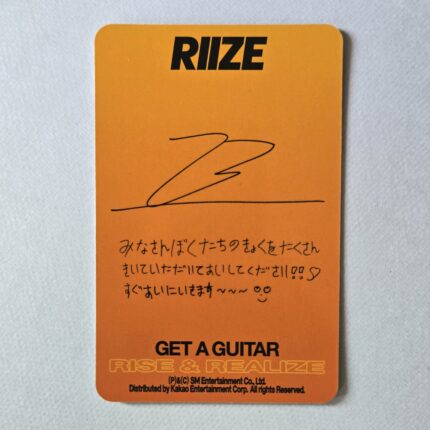 RIIZE
みなさんぼくたちのきょくをたくさん
きいていただいておいしてください!!♡
すぐあいにいきます〜〜〜
GET A GUITAR
RISE & REALIZE
(P)&(C) SM Entertainment Co., Ltd.
Distributed by Kakao Entertainment Corp. All rights Reserved.